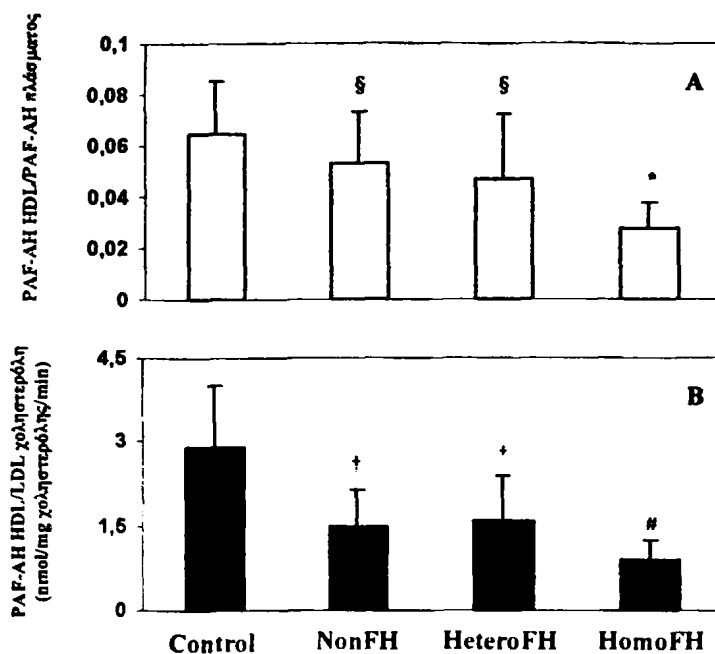 PAF-AH HDL/PAF-AH πλάσματος
0,1
0,08
0,06
0,04
0,02
0
§
§
*
A
PAF-AH HDL/LDL χοληστερόλη
(nmol/mg χοληστερόλης/min)
4,5
3
1,5
0
†
+
#
B
Control NonFH HeteroFH HomoFH